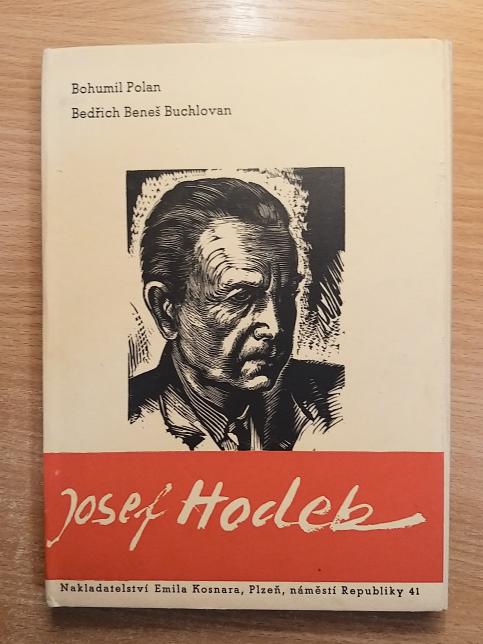 Bohumil Polan
Bedřich Beneš Buchlovan
Josef Hodek
Nakladatelství Emila Kosnara, Plzeň, náměstí Republiky 41